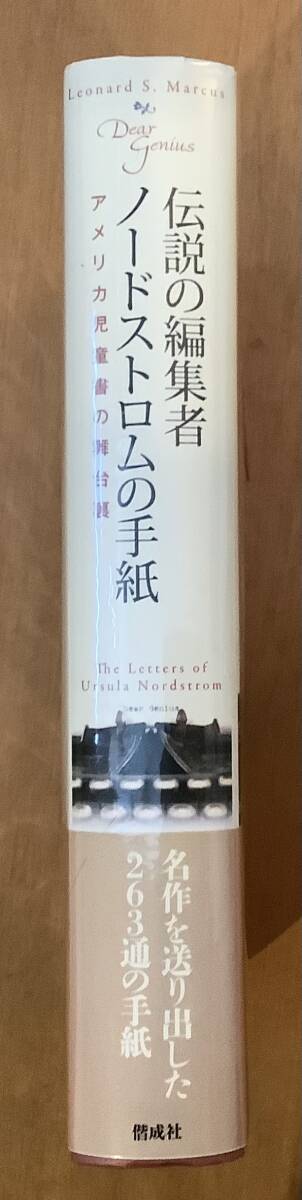 Leonard S. Marcus
Dear
Genius
伝説の編集者
ノードストロムの手紙
アメリカ児童書の舞台裏
The Letters of
Ursula Nordstrom
Dear Genius
名作を送り出した
263通の手紙
偕成社